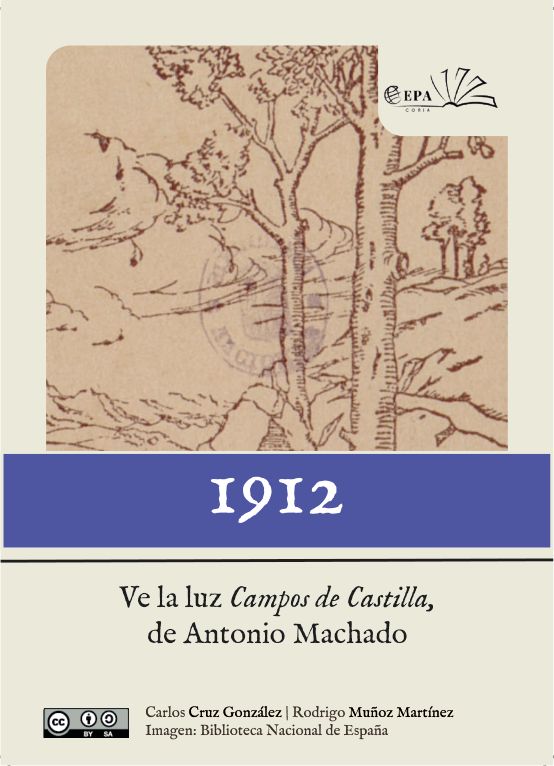 EPA
CORIA
1912
Ve la luz Campos de Castilla,
de Antonio Machado
cc
BY SA
Carlos Cruz González | Rodrigo Muñoz Martínez
Imagen: Biblioteca Nacional de España